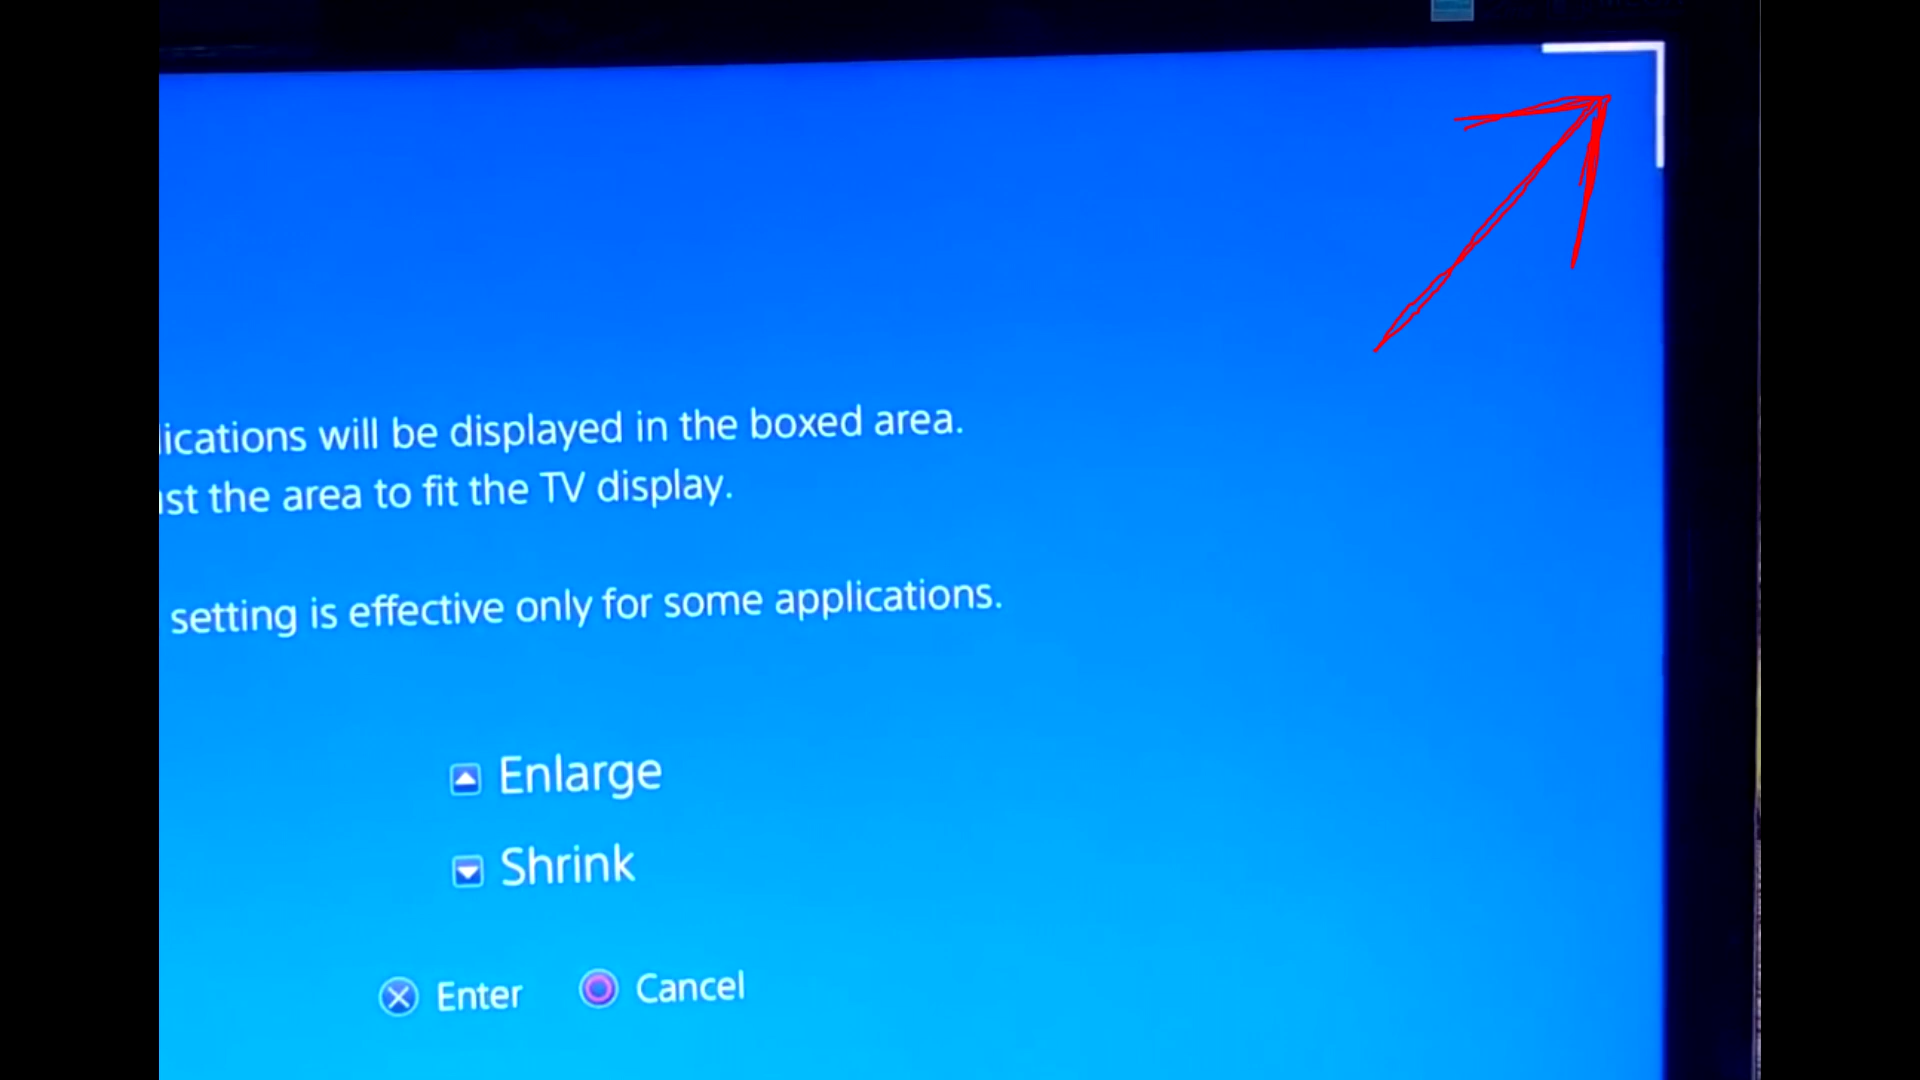 ications will be displayed in the boxed area.
st the area to fit the TV display.
setting is effective only for some applications.
Enlarge
Shrink
Enter
Cancel